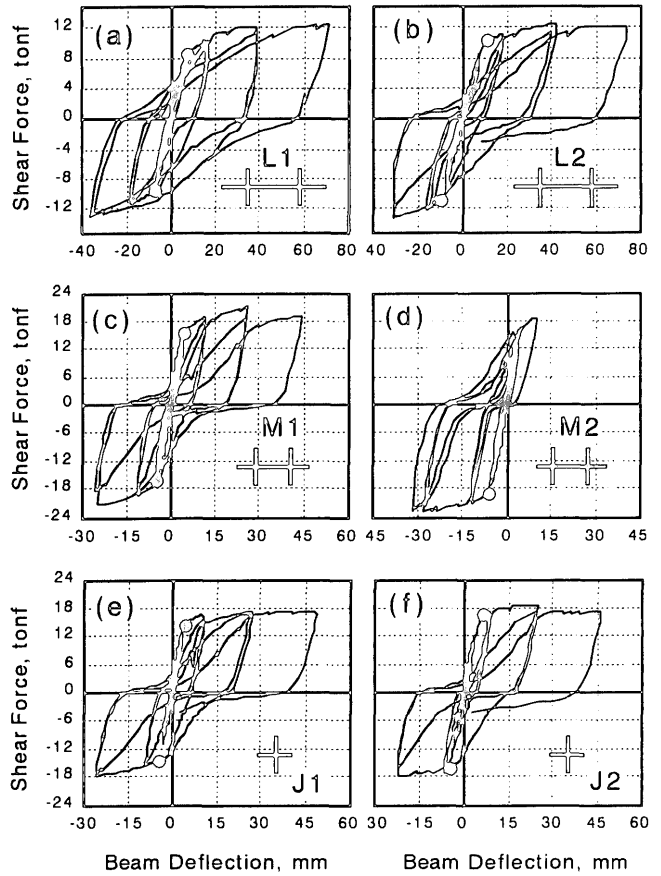 (a)
(b)
Shear Force, tonf
12
8
4
0
-4
-8
-12
L1
L2
-40 -20 0 20 40 60 80
40 20 0 20 40 60 80
(c)
(d)
Shear Force, tonf
24
18
12
6
0
-6
-12
-18
-24
M1
M2
-30 -15 0 15 30 45 60
45 -30 -15 0 15 30 45
(e)
(f)
Shear Force, tonf
24
18
12
6
0
-6
-12
-18
-24
J1
J2
-30 -15 0 15 30 45 60
30 -15 0 15 30 45 60
Beam Deflection, mm
Beam Deflection, mm